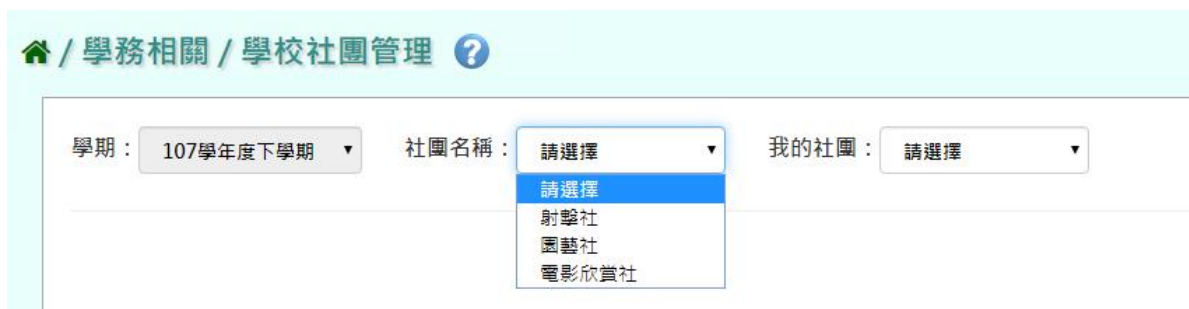 / 學務相關 / 學校社團管理 ?
學期： 107學年度下學期 社團名稱： 請選擇 我的社團： 請選擇
請選擇
射擊社
園藝社
電影欣賞社